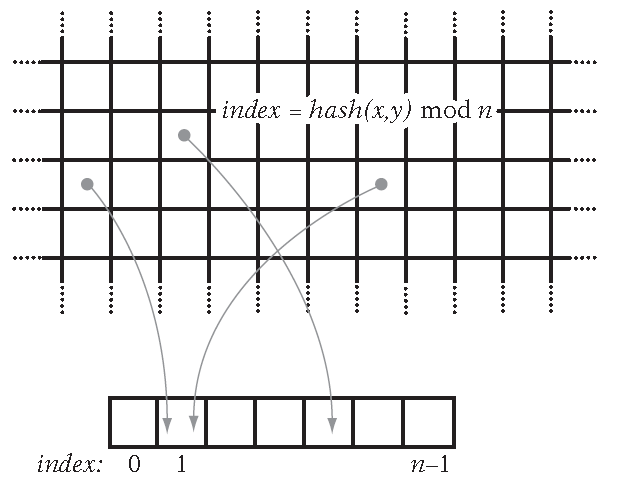 index = hash(x,y) mod n
index: 0 1 n–1